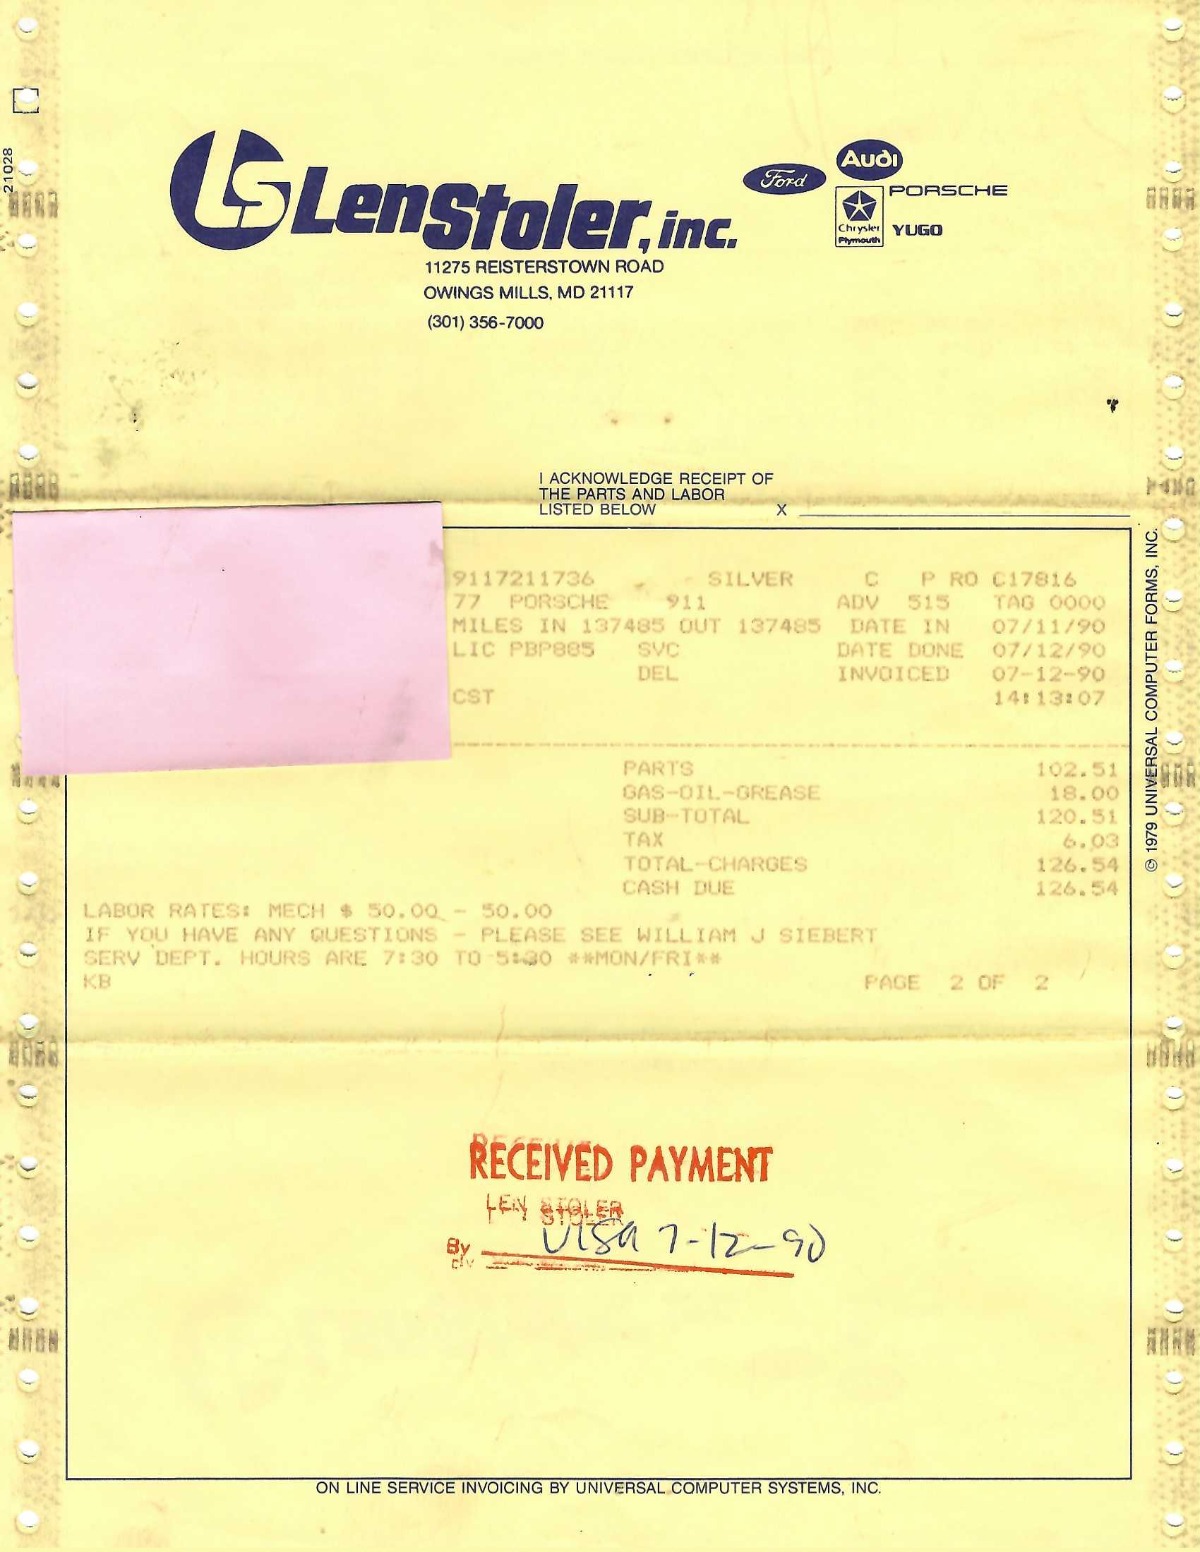 21028
LS LenStoler, inc.
Ford
Audi
PORSCHE
Chrysler
Plymouth
YUGO
11275 REISTERSTOWN ROAD
OWINGS MILLS, MD 21117
(301) 356-7000
I ACKNOWLEDGE RECEIPT OF
THE PARTS AND LABOR
LISTED BELOW X
9117211736 SILVER C P RO C17816
77 PORSCHE 911 ADV 515 TAG 0000
MILES IN 137485 OUT 137485 DATE IN 07/11/90
LIC PBP885 SVC DATE DONE 07/12/90
DEL INVOICED 07-12-90
CST 14:13:07
PARTS 102.51
GAS-OIL-GREASE 18.00
SUB-TOTAL 120.51
TAX 6.03
TOTAL-CHARGES 126.54
CASH DUE 126.54
LABOR RATES: MECH $ 50.00 - 50.00
IF YOU HAVE ANY QUESTIONS - PLEASE SEE WILLIAM J SIEBERT
SERV DEPT. HOURS ARE 7:30 TO 5:30 **MON/FRI**
KB PAGE 2 OF 2
RECEIVED PAYMENT
LEN STOLER
By VISA 7-12-90
© 1979 UNIVERSAL COMPUTER FORMS, INC.
ON LINE SERVICE INVOICING BY UNIVERSAL COMPUTER SYSTEMS, INC.